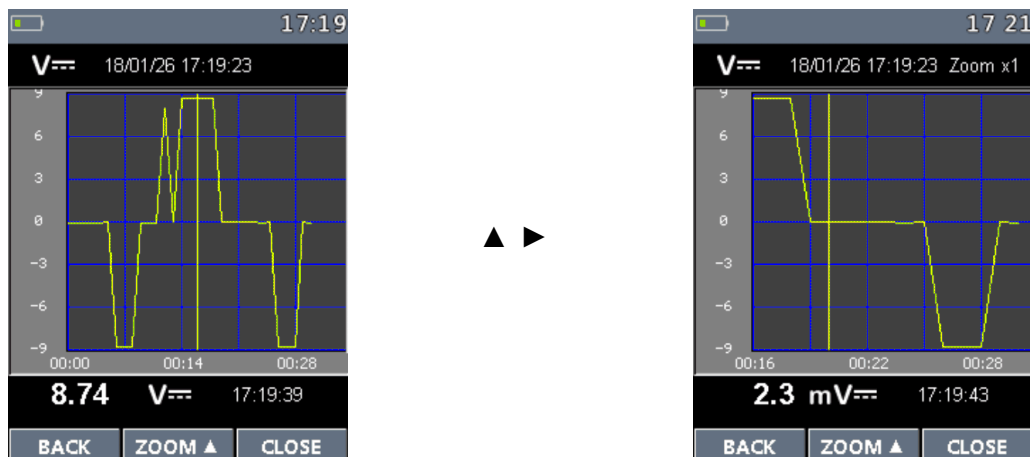 17:19
V 18/01/26 17:19:23
9
6
3
0
-3
-6
-9
00:00 00:14 00:28
8.74 V 17:19:39
BACK ZOOM ▲ CLOSE
▲ ►
17 21
V 18/01/26 17:19:23 Zoom x1
9
6
3
0
-3
-6
-9
00:16 00:22 00:28
2.3 mV 17:19:43
BACK ZOOM ▲ CLOSE